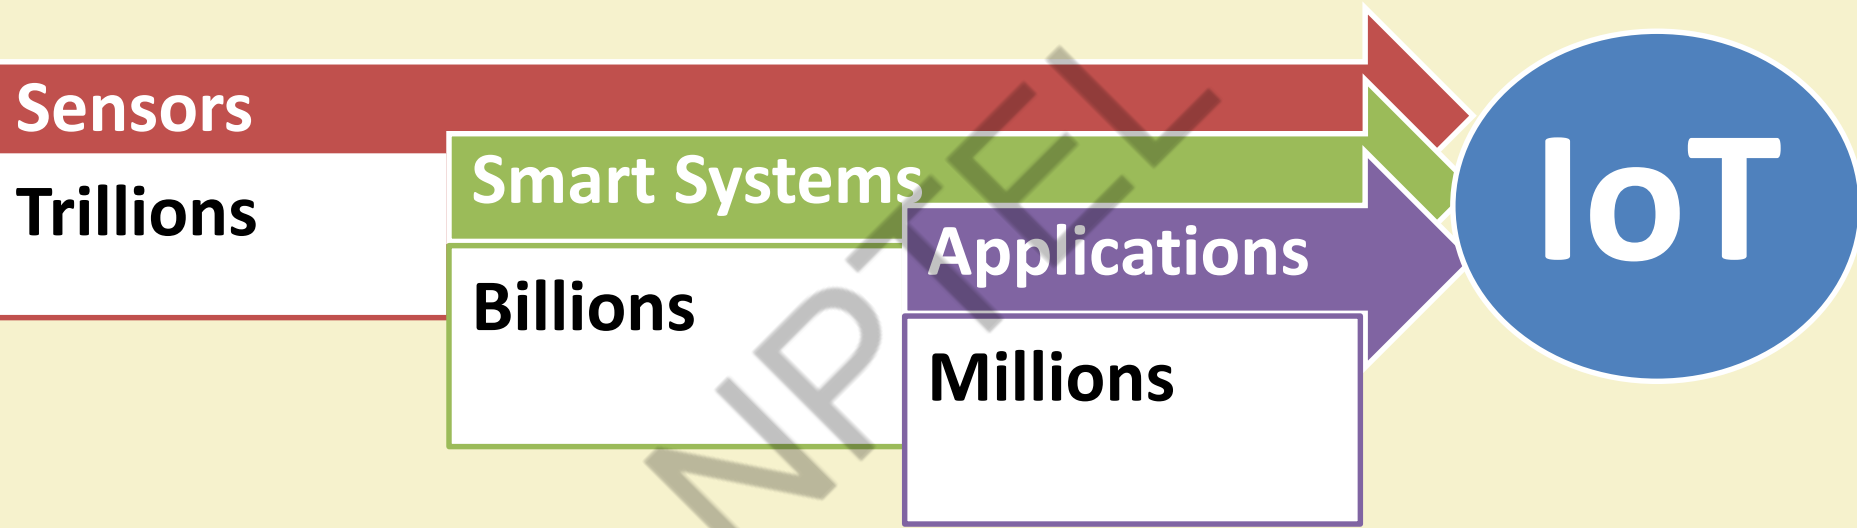 Sensors
Trillions
Smart Systems
Billions
Applications
Millions
IoT
NPTEL